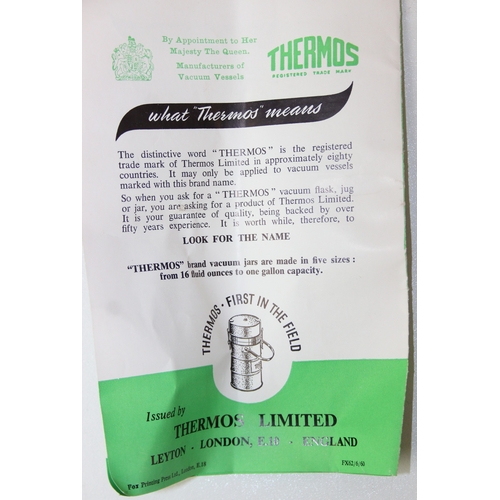 By Appointment to Her
Majesty The Queen.
Manufacturers of
Vacuum Vessels
THERMOS
REGISTERED TRADE MARK
what "Thermos" means
The distinctive word "THERMOS" is the registered
trade mark of Thermos Limited in approximately eighty
countries. It may only be applied to vacuum vessels
marked with this brand name.
So when you ask for a "THERMOS" vacuum flask, jug
or jar, you are asking for a product of Thermos Limited.
It is your guarantee of quality, being backed by over
fifty years experience. It is worth while, therefore, to
LOOK FOR THE NAME
"THERMOS" brand vacuum jars are made in five sizes:
from 16 fluid ounces to one gallon capacity.
THERMOS · FIRST IN THE FIELD
Issued by
THERMOS LIMITED
LEYTON · LONDON, E.10 · ENGLAND
Fox Printing Press Ltd., London, E.18